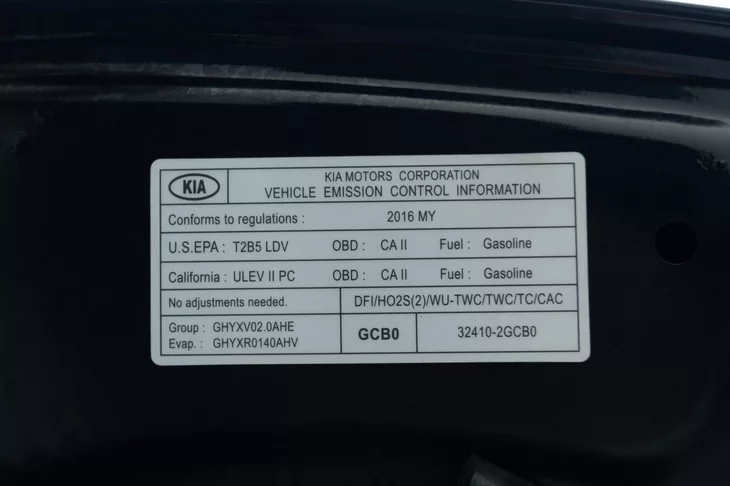 KIA
KIA MOTORS CORPORATION
VEHICLE EMISSION CONTROL INFORMATION
Conforms to regulations : 2016 MY
U.S.EPA : T2B5 LDV OBD : CA II Fuel : Gasoline
California : ULEV II PC OBD : CA II Fuel : Gasoline
No adjustments needed. DFI/HO2S(2)/WU-TWC/TWC/TC/CAC
Group : GHYXV02.0AHE
Evap. : GHYXR0140AHV
GCB0
32410-2GCB0